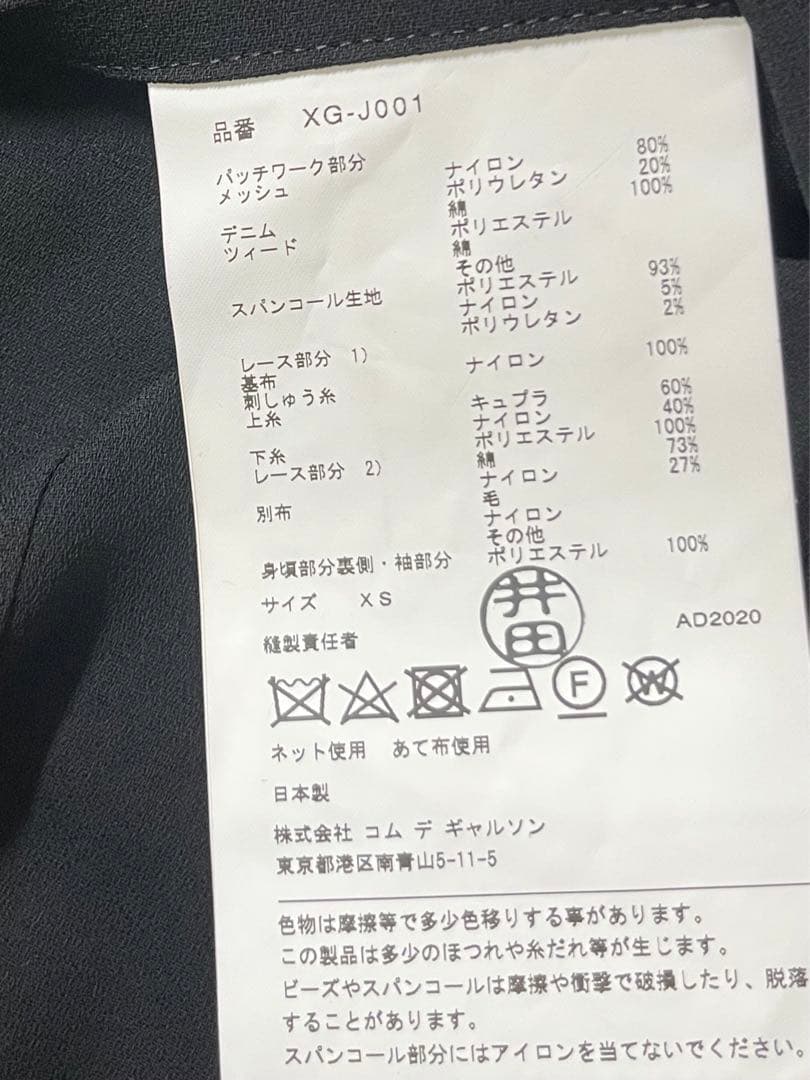 品番 XG-J001
パッチワーク部分 ナイロン 80%
メッシュ ポリウレタン 20%
綿 100%
デニム ポリエステル
ツィード 綿
その他
スパンコール生地 ポリエステル 93%
ナイロン 5%
ポリウレタン 2%
レース部分 1)
基布 ナイロン 100%
刺しゅう糸
上糸 キュプラ 60%
ナイロン 40%
下糸 ポリエステル 100%
レース部分 2) 綿 73%
ナイロン 27%
別布 毛
ナイロン
その他
身頃部分裏側・袖部分 ポリエステル 100%
サイズ XS
縫製責任者 井田 AD2020
F W
ネット使用 あて布使用
日本製
株式会社 コム デ ギャルソン
東京都港区南青山5-11-5
色物は摩擦等で多少色移りする事があります。
この製品は多少のほつれや糸だれ等が生じます。
ビーズやスパンコールは摩擦や衝撃で破損したり、脱落
することがあります。
スパンコール部分にはアイロンを当てないでください。